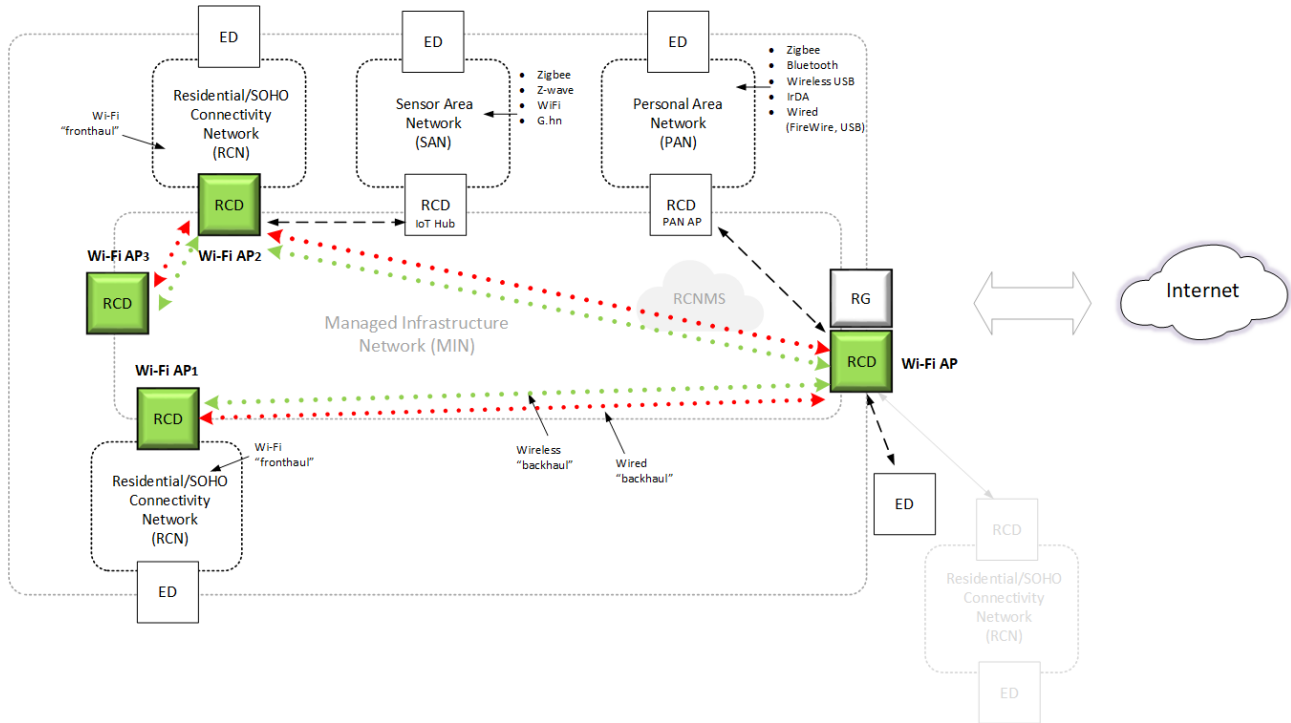 ED
ED
ED
Residential/SOHO
Connectivity
Network
(RCN)
Wi-Fi
“fronthaul”
Sensor Area
Network
(SAN)
• Zigbee
• Z-wave
• WiFi
• G.hn
Personal Area
Network
(PAN)
• Zigbee
• Bluetooth
• Wireless USB
• IrDA
• Wired
(FireWire, USB)
RCD
RCD
IoT Hub
RCD
PAN AP
Wi-Fi AP3
Wi-Fi AP2
RCD
RCNMS
Managed Infrastructure
Network (MIN)
RG
RCD
Wi-Fi AP
Internet
Wi-Fi AP1
RCD
Wi-Fi
“fronthaul”
Wireless
“backhaul”
Wired
“backhaul”
Residential/SOHO
Connectivity
Network
(RCN)
ED
ED
RCD
Residential/SOHO
Connectivity
Network
(RCN)
ED